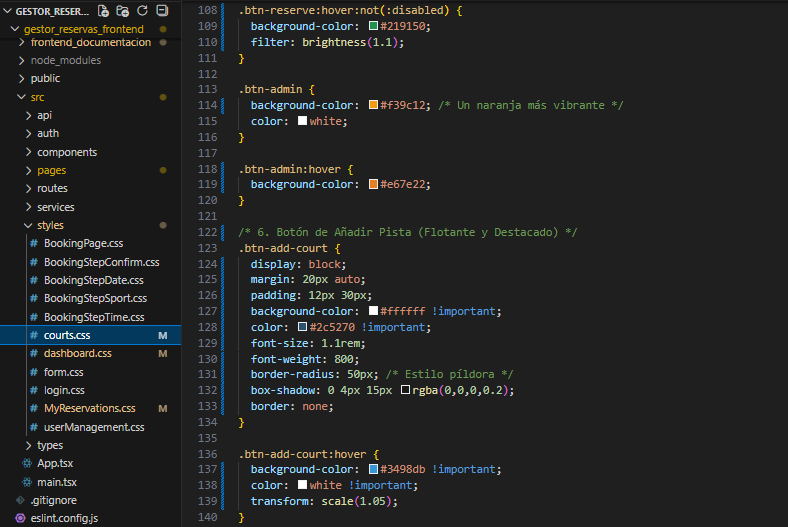 GESTOR_RESER...
gestor_reservas_frontend
frontend_documentacion
node_modules
public
src
api
auth
components
pages
routes
services
styles
# BookingPage.css
# BookingStepConfirm.css
# BookingStepDate.css
# BookingStepSport.css
# BookingStepTime.css
# courts.css M
# dashboard.css M
# form.css
# login.css
# MyReservations.css M
# userManagement.css
types
App.tsx
main.tsx
.gitignore
eslint.config.js
108 .btn-reserve:hover:not(:disabled) {
109 background-color: #219150;
110 filter: brightness(1.1);
111 }
112
113 .btn-admin {
114 background-color: #f39c12; /* Un naranja más vibrante */
115 color: white;
116 }
117
118 .btn-admin:hover {
119 background-color: #e67e22;
120 }
121
122 /* 6. Botón de Añadir Pista (Flotante y Destacado) */
123 .btn-add-court {
124 display: block;
125 margin: 20px auto;
126 padding: 12px 30px;
127 background-color: #ffffff !important;
128 color: #2c5270 !important;
129 font-size: 1.1rem;
130 font-weight: 800;
131 border-radius: 50px; /* Estilo píldora */
132 box-shadow: 0 4px 15px rgba(0,0,0,0.2);
133 border: none;
134 }
135
136 .btn-add-court:hover {
137 background-color: #3498db !important;
138 color: white !important;
139 transform: scale(1.05);
140 }